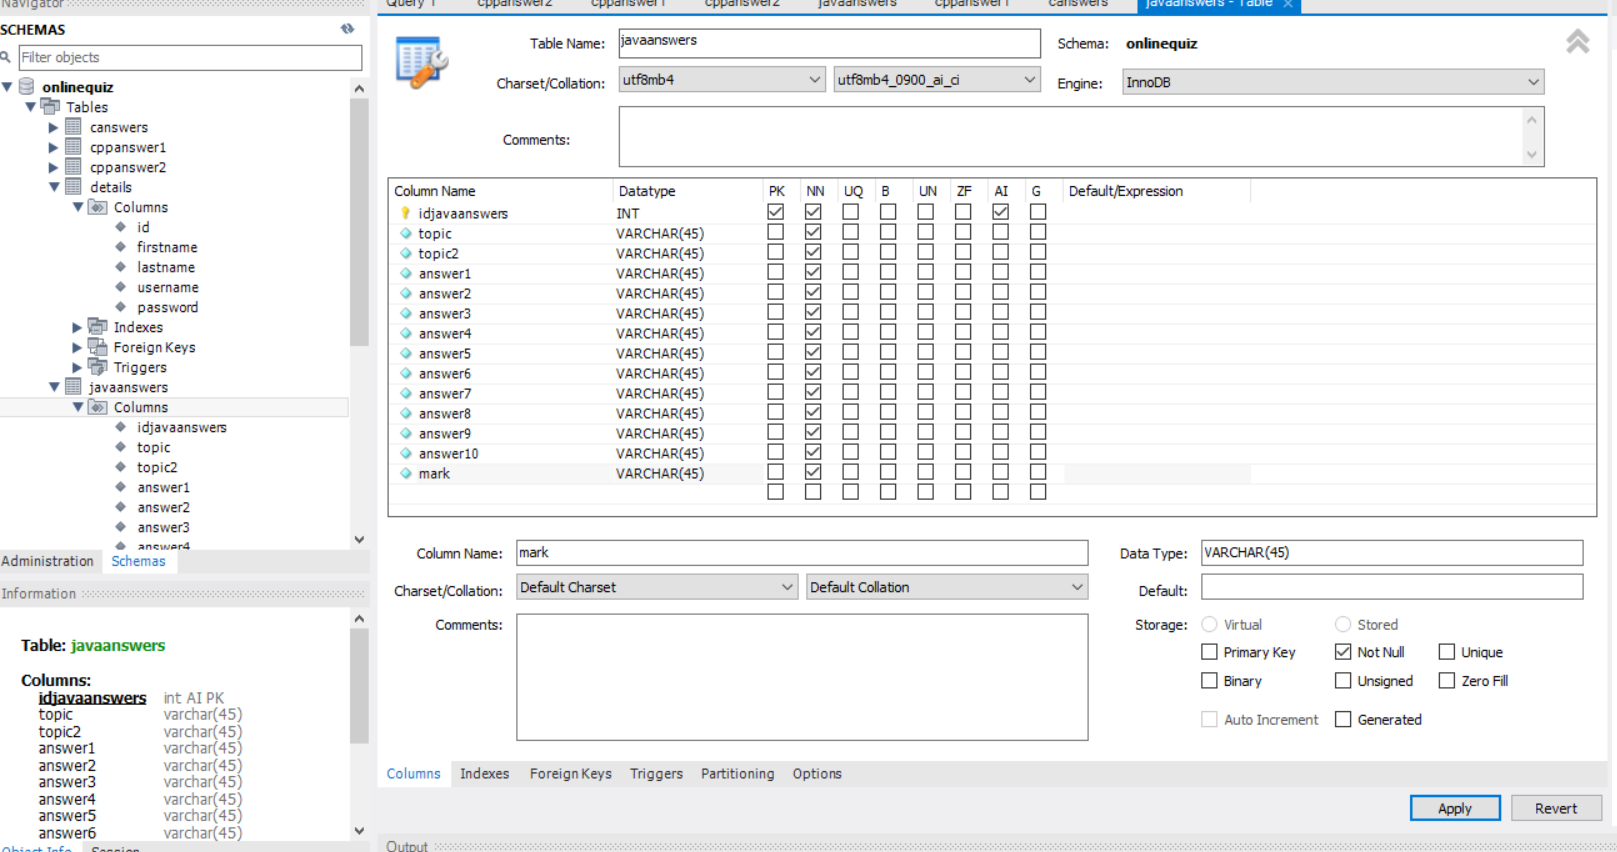 Navigator
SCHEMAS
Filter objects
onlinequiz
Tables
canswers
cppanswer1
cppanswer2
details
Columns
id
firstname
lastname
username
password
Indexes
Foreign Keys
Triggers
javaanswers
Columns
idjavaanswers
topic
topic2
answer1
answer2
answer3
answer4
Administration Schemas
Information
Table: javaanswers
Columns:
idjavaanswers int AI PK
topic varchar(45)
topic2 varchar(45)
answer1 varchar(45)
answer2 varchar(45)
answer3 varchar(45)
answer4 varchar(45)
answer5 varchar(45)
answer6 varchar(45)
Object Info Session
Query 1 cppanswer2 cppanswer1 cppanswer2 javaanswers cppanswer1 canswers javaanswers - Table
Table Name: javaanswers Schema: onlinequiz
Charset/Collation: utf8mb4 utf8mb4_0900_ai_ci Engine: InnoDB
Comments:
Column Name Datatype PK NN UQ B UN ZF AI G Default/Expression
idjavaanswers INT
topic VARCHAR(45)
topic2 VARCHAR(45)
answer1 VARCHAR(45)
answer2 VARCHAR(45)
answer3 VARCHAR(45)
answer4 VARCHAR(45)
answer5 VARCHAR(45)
answer6 VARCHAR(45)
answer7 VARCHAR(45)
answer8 VARCHAR(45)
answer9 VARCHAR(45)
answer10 VARCHAR(45)
mark VARCHAR(45)
Column Name: mark Data Type: VARCHAR(45)
Charset/Collation: Default Charset Default Collation Default:
Comments: Storage: Virtual Stored
Primary Key Not Null Unique
Binary Unsigned Zero Fill
Auto Increment Generated
Columns Indexes Foreign Keys Triggers Partitioning Options
Apply Revert
Output